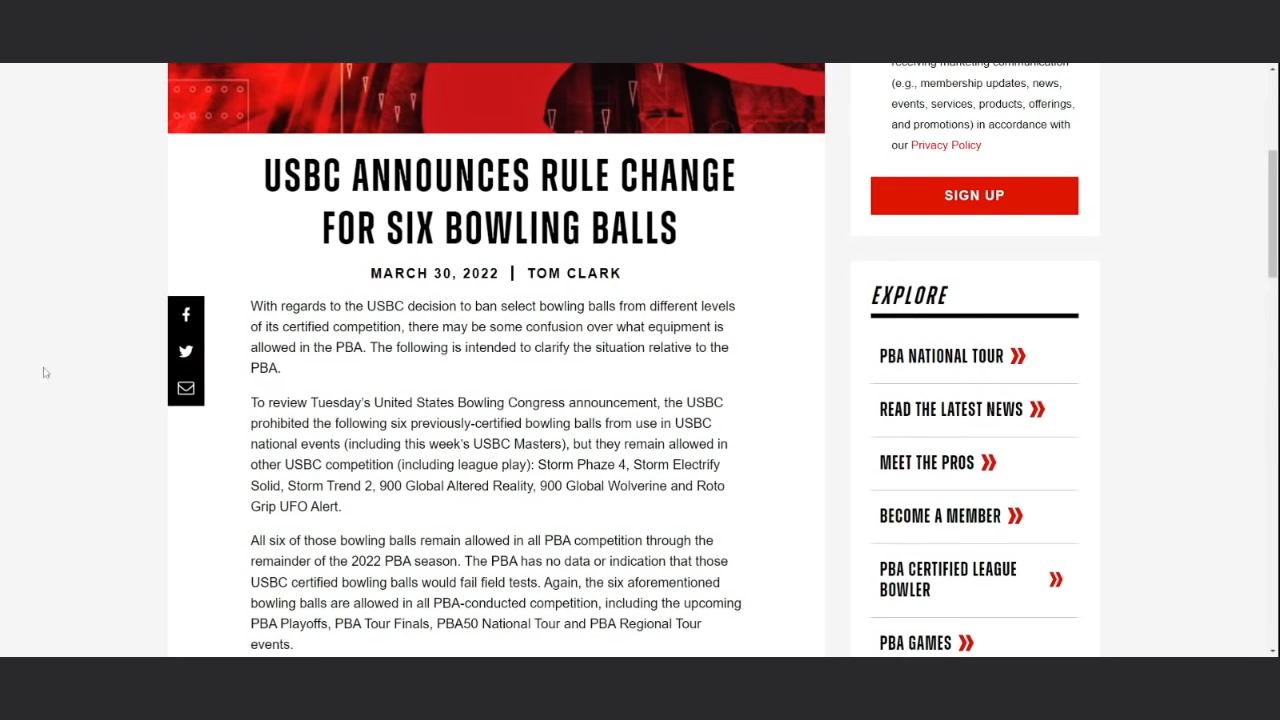 USBC ANNOUNCES RULE CHANGE
FOR SIX BOWLING BALLS
MARCH 30, 2022 | TOM CLARK
With regards to the USBC decision to ban select bowling balls from different levels
of its certified competition, there may be some confusion over what equipment is
allowed in the PBA. The following is intended to clarify the situation relative to the
PBA.
To review Tuesday's United States Bowling Congress announcement, the USBC
prohibited the following six previously-certified bowling balls from use in USBC
national events (including this week's USBC Masters), but they remain allowed in
other USBC competition (including league play): Storm Phaze 4, Storm Electrify
Solid, Storm Trend 2, 900 Global Altered Reality, 900 Global Wolverine and Roto
Grip UFO Alert.
All six of those bowling balls remain allowed in all PBA competition through the
remainder of the 2022 PBA season. The PBA has no data or indication that those
USBC certified bowling balls would fail field tests. Again, the six aforementioned
bowling balls are allowed in all PBA-conducted competition, including the upcoming
PBA Playoffs, PBA Tour Finals, PBA50 National Tour and PBA Regional Tour
events.
receiving marketing communication
(e.g., membership updates, news,
events, services, products, offerings,
and promotions) in accordance with
our Privacy Policy
SIGN UP
EXPLORE
PBA NATIONAL TOUR
READ THE LATEST NEWS
MEET THE PROS
BECOME A MEMBER
PBA CERTIFIED LEAGUE
BOWLER
PBA GAMES